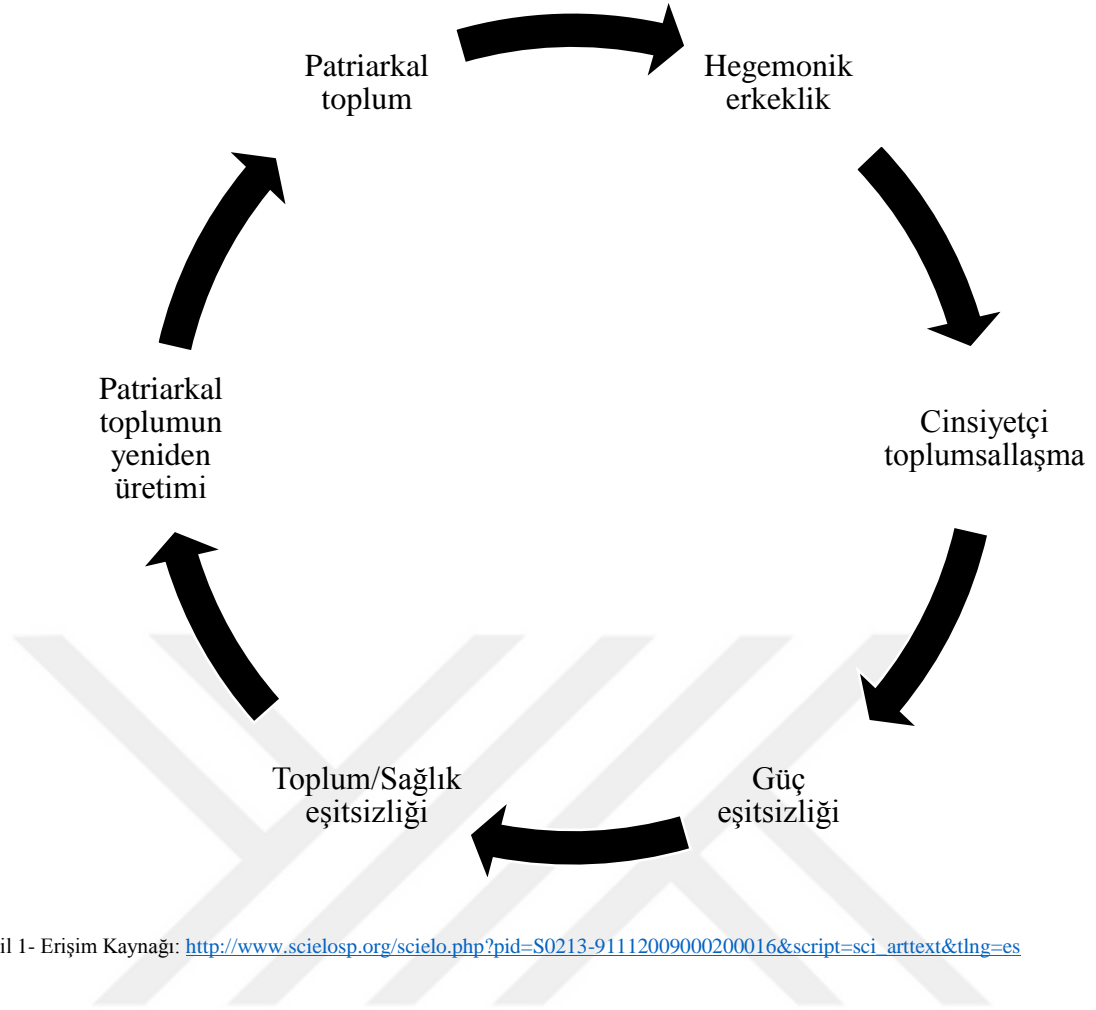 Patriarkal
toplum
Hegemonik
erkeklik
Cinsiyetçi
toplumsallaşma
Güç
eşitsizliği
Toplum/Sağlık
eşitsizliği
Patriarkal
toplumun
yeniden
üretimi
il 1- Erişim Kaynağı: http://www.scielosp.org/scielo.php?pid=S0213-91112009000200016&script=sci_arttext&tlng=es